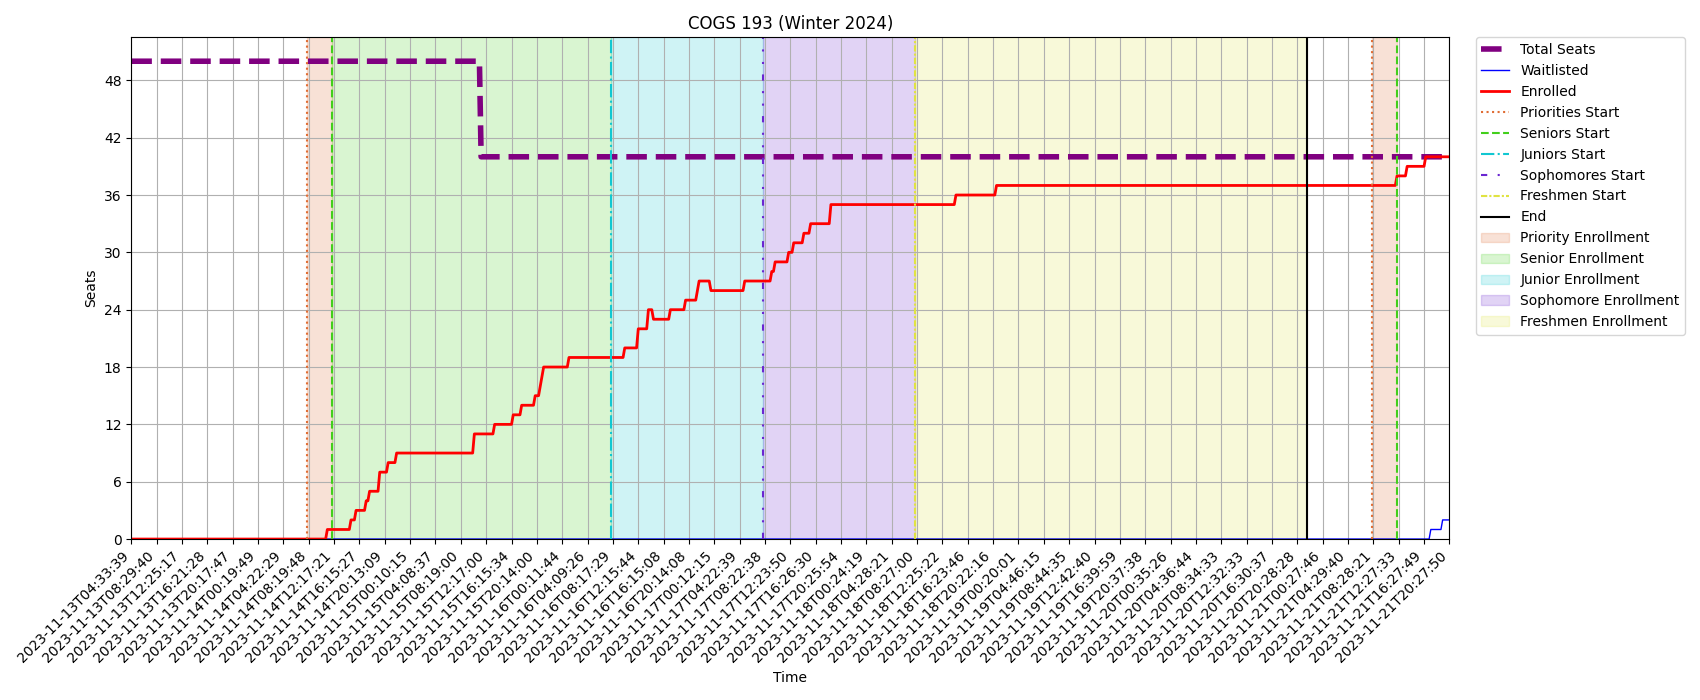 COGS 193 (Winter 2024)
Total Seats
Waitlisted
Enrolled
Priorities Start
Seniors Start
Juniors Start
Sophomores Start
Freshmen Start
End
Priority Enrollment
Senior Enrollment
Junior Enrollment
Sophomore Enrollment
Freshmen Enrollment
Seats
48
42
36
30
24
18
12
6
0
2023-11-13T04:33:39
2023-11-13T08:29:40
2023-11-13T12:25:17
2023-11-13T16:21:28
2023-11-13T20:17:47
2023-11-14T00:19:49
2023-11-14T04:22:29
2023-11-14T08:19:48
2023-11-14T12:17:21
2023-11-14T16:15:27
2023-11-14T20:13:09
2023-11-15T00:10:15
2023-11-15T04:08:37
2023-11-15T08:19:00
2023-11-15T12:17:00
2023-11-15T16:15:34
2023-11-15T20:14:00
2023-11-16T00:11:44
2023-11-16T04:09:26
2023-11-16T08:17:29
2023-11-16T12:15:44
2023-11-16T16:15:08
2023-11-16T20:14:08
2023-11-17T00:12:15
2023-11-17T04:22:39
2023-11-17T08:22:38
2023-11-17T12:23:50
2023-11-17T16:26:30
2023-11-17T20:25:54
2023-11-18T00:24:19
2023-11-18T04:28:21
2023-11-18T08:27:00
2023-11-18T12:25:22
2023-11-18T16:23:46
2023-11-18T20:22:16
2023-11-19T00:20:01
2023-11-19T04:46:15
2023-11-19T08:44:35
2023-11-19T12:42:40
2023-11-19T16:39:59
2023-11-19T20:37:38
2023-11-20T00:35:26
2023-11-20T04:36:44
2023-11-20T08:34:33
2023-11-20T12:32:33
2023-11-20T16:30:37
2023-11-20T20:28:28
2023-11-21T00:27:46
2023-11-21T04:29:40
2023-11-21T08:28:21
2023-11-21T12:27:33
2023-11-21T16:27:49
2023-11-21T20:27:50
Time